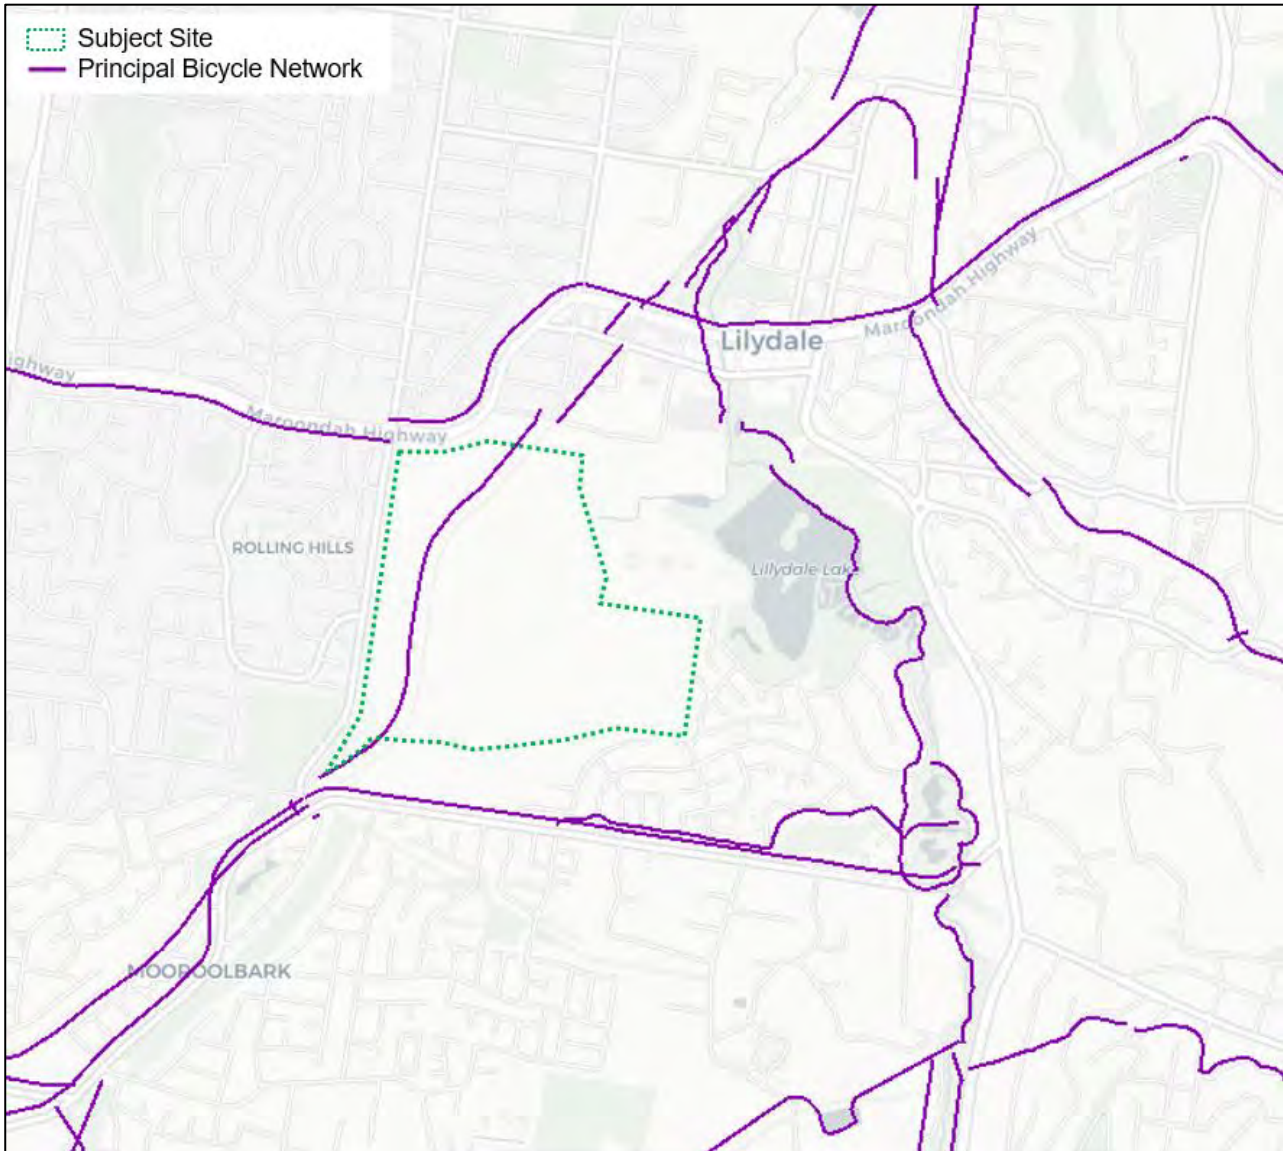 Subject Site
Principal Bicycle Network
Maroondah Highway
Lilydale
ighway
Maroondah Highway
ROLLING HILLS
Lillydale Lake
MOOROOLBARK